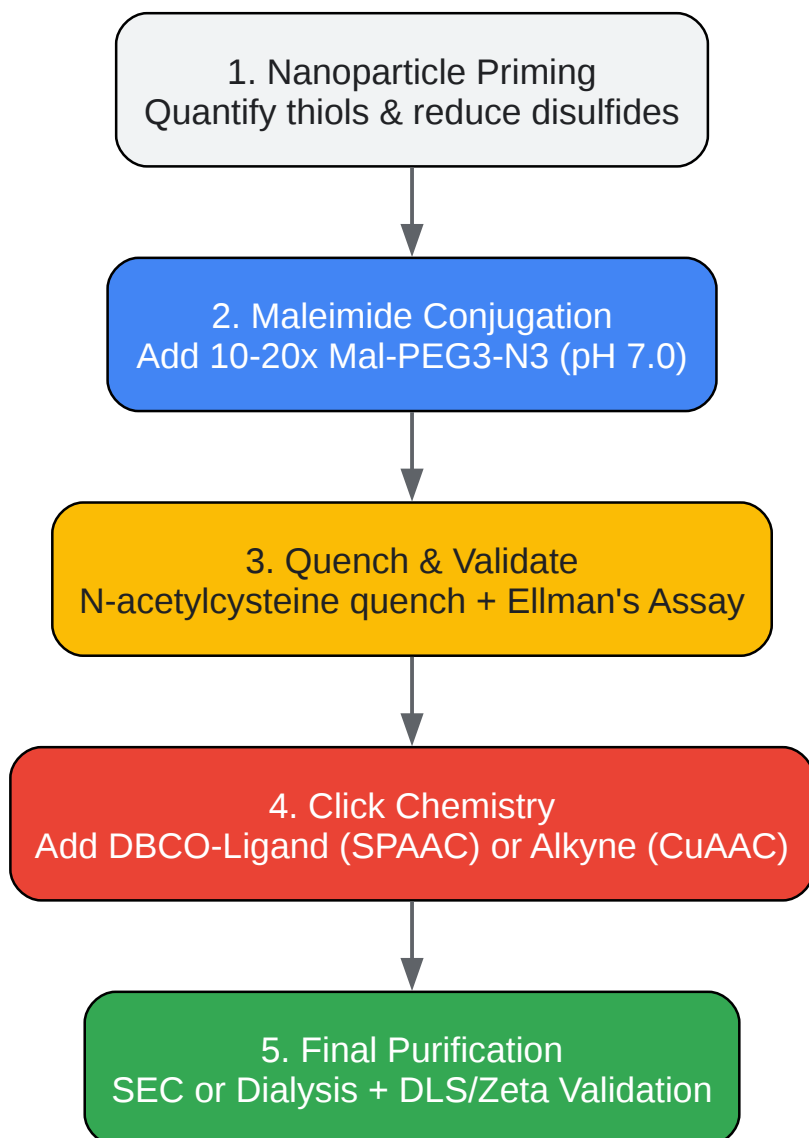 1. Nanoparticle Priming
Quantify thiols & reduce disulfides
2. Maleimide Conjugation
Add 10-20x Mal-PEG3-N3 (pH 7.0)
3. Quench & Validate
N-acetylcysteine quench + Ellman's Assay
4. Click Chemistry
Add DBCO-Ligand (SPAAC) or Alkyne (CuAAC)
5. Final Purification
SEC or Dialysis + DLS/Zeta Validation